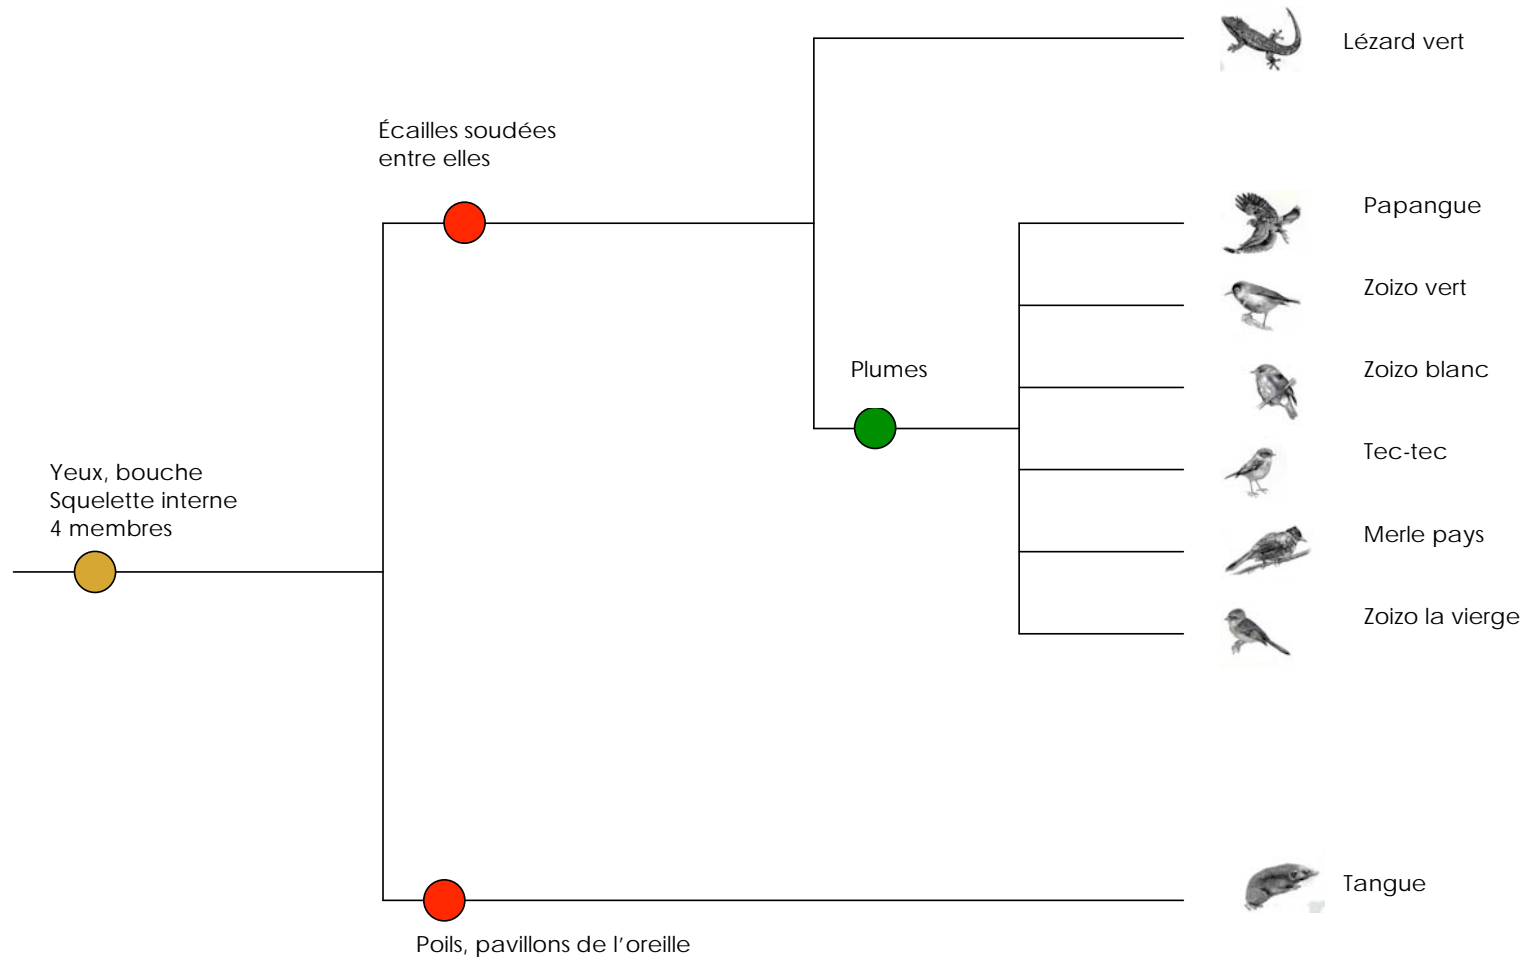 Lézard vert
Écailles soudées
entre elles
Papangue
Zoizo vert
Plumes
Zoizo blanc
Tec-tec
Yeux, bouche
Squelette interne
4 membres
Merle pays
Zoizo la vierge
Tangue
Poils, pavillons de l’oreille